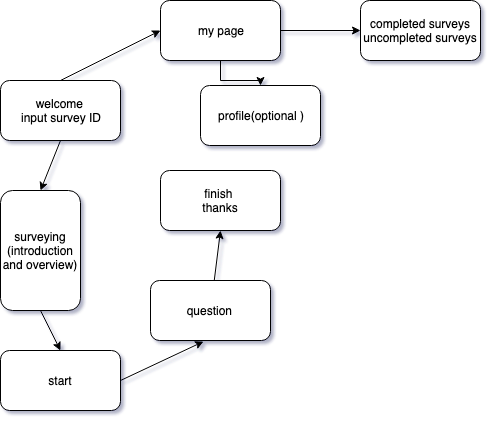 my page
completed surveys
uncompleted surveys
welcome
input survey ID
profile(optional )
finish
thanks
surveying
(introduction
and overview)
question
start